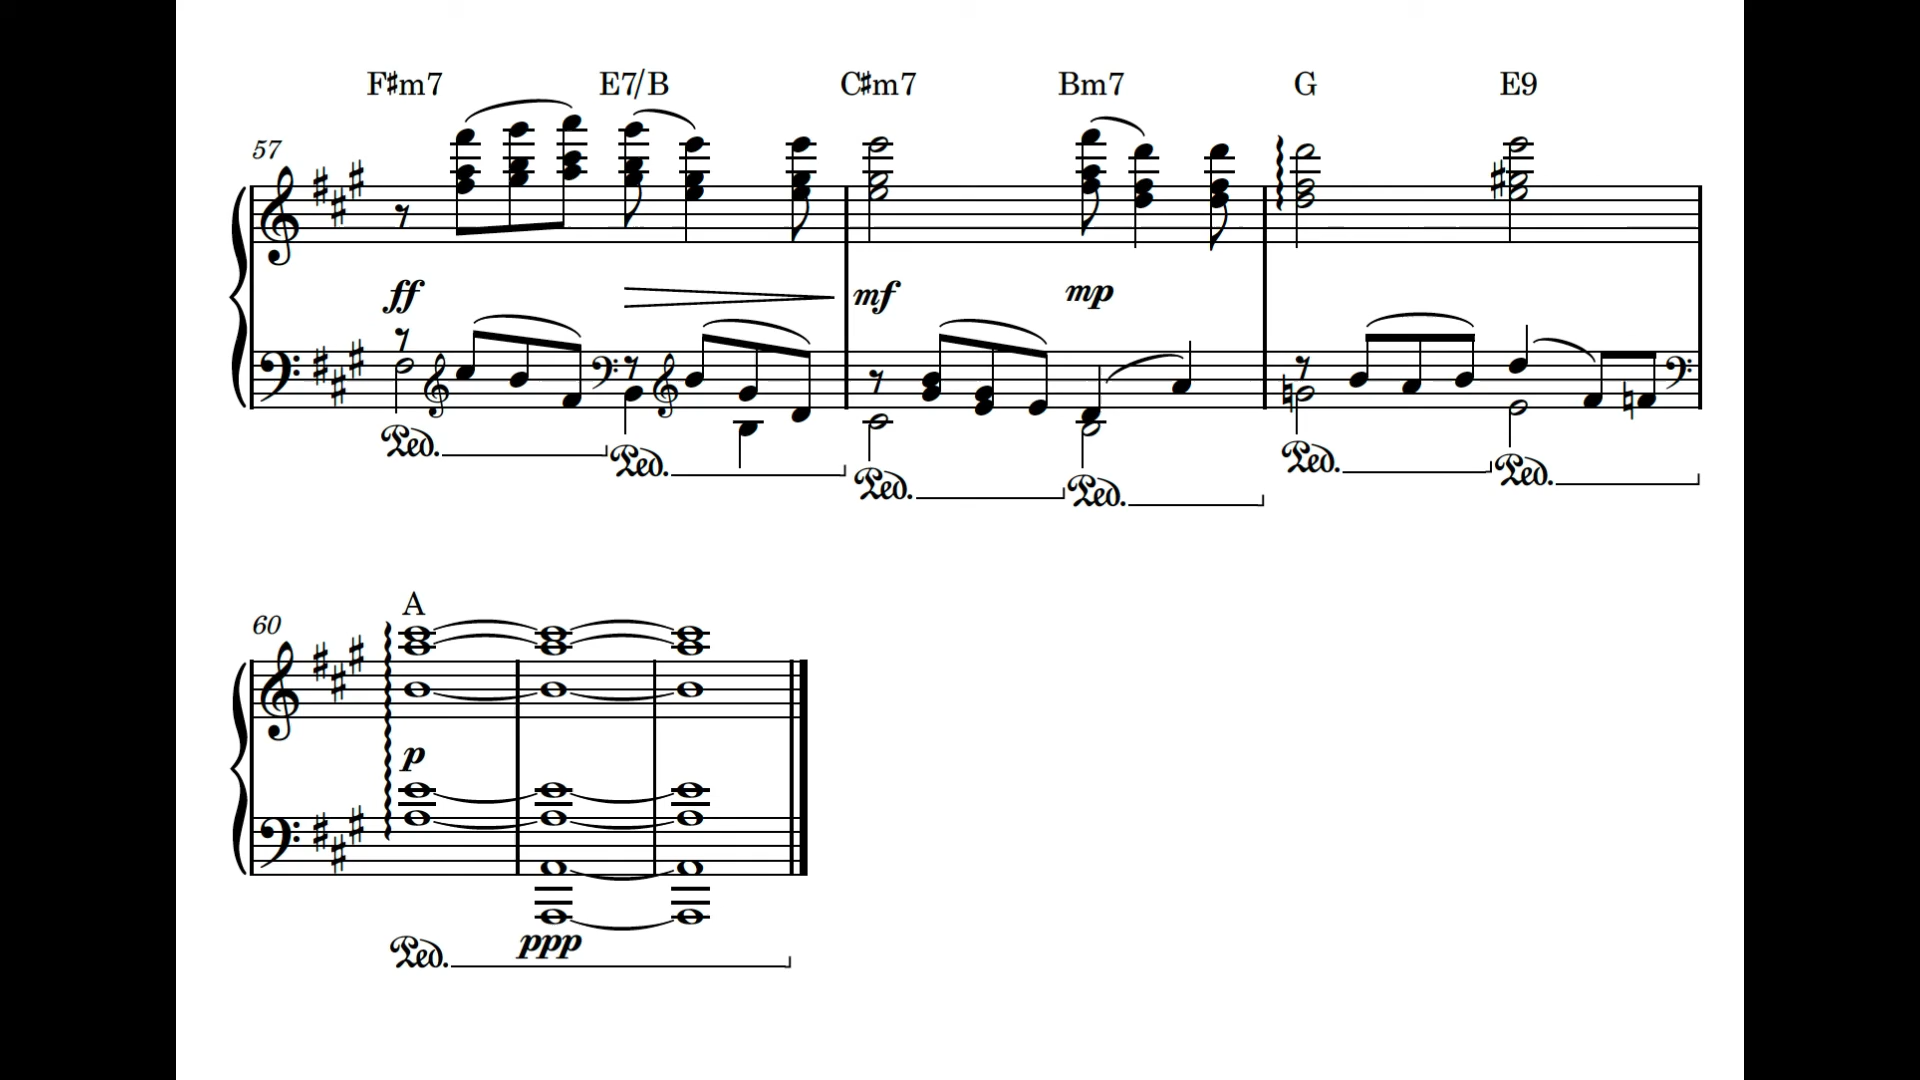 F♯m7 E7/B C♯m7 Bm7 G E9
57
ff mf mp
Ped. Ped. Ped. Ped. Ped. Ped.
A
60
p
Ped. ppp